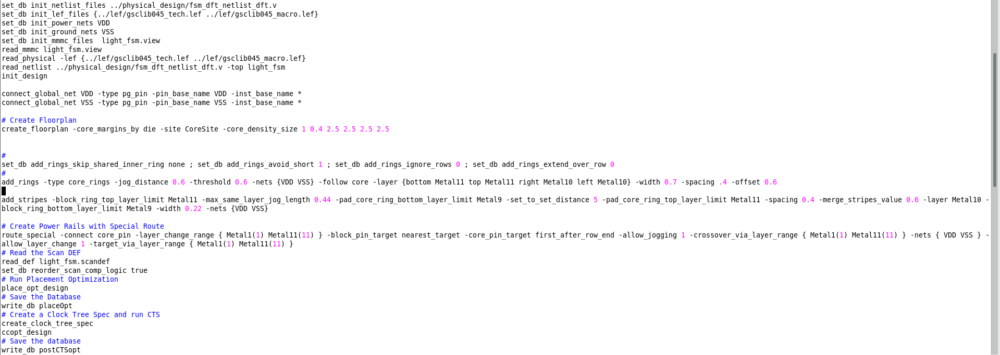 set_db init_netlist_files ../physical_design/fsm_dft_netlist_dft.v
set_db init_lef_files {../lef/gsclib045_tech.lef ../lef/gsclib045_macro.lef}
set_db init_power_nets VDD
set_db init_ground_nets VSS
set_db init_mmmc_files  light_fsm.view
read_mmmc light_fsm.view
read_physical -lef {../lef/gsclib045_tech.lef ../lef/gsclib045_macro.lef}
read_netlist ../physical_design/fsm_dft_netlist_dft.v -top light_fsm
init_design

connect_global_net VDD -type pg_pin -pin_base_name VDD -inst_base_name *
connect_global_net VSS -type pg_pin -pin_base_name VSS -inst_base_name *

# Create Floorplan
create_floorplan -core_margins_by die -site CoreSite -core_density_size 1 0.4 2.5 2.5 2.5 2.5

#
set_db add_rings_skip_shared_inner_ring none ; set_db add_rings_avoid_short 1 ; set_db add_rings_ignore_rows 0 ; set_db add_rings_extend_over_row 0
#
add_rings -type core_rings -jog_distance 0.6 -threshold 0.6 -nets {VDD VSS} -follow core -layer {bottom Metal11 top Metal11 right Metal10 left Metal10} -width 0.7 -spacing .4 -offset 0.6

add_stripes -block_ring_top_layer_limit Metal11 -max_same_layer_jog_length 0.44 -pad_core_ring_bottom_layer_limit Metal9 -set_to_set_distance 5 -pad_core_ring_top_layer_limit Metal11 -spacing 0.4 -merge_stripes_value 0.6 -layer Metal10 -
block_ring_bottom_layer_limit Metal9 -width 0.22 -nets {VDD VSS}

# Create Power Rails with Special Route
route_special -connect core_pin -layer_change_range { Metal1(1) Metal11(11) } -block_pin_target nearest_target -core_pin_target first_after_row_end -allow_jogging 1 -crossover_via_layer_range { Metal1(1) Metal11(11) } -nets { VDD VSS } -
allow_layer_change 1 -target_via_layer_range { Metal1(1) Metal11(11) }
# Read the Scan DEF
read_def light_fsm.scandef
set_db reorder_scan_comp_logic true
# Run Placement Optimization
place_opt_design
# Save the Database
write_db placeOpt
# Create a Clock Tree Spec and run CTS
create_clock_tree_spec
ccopt_design
# Save the database
write_db postCTSopt